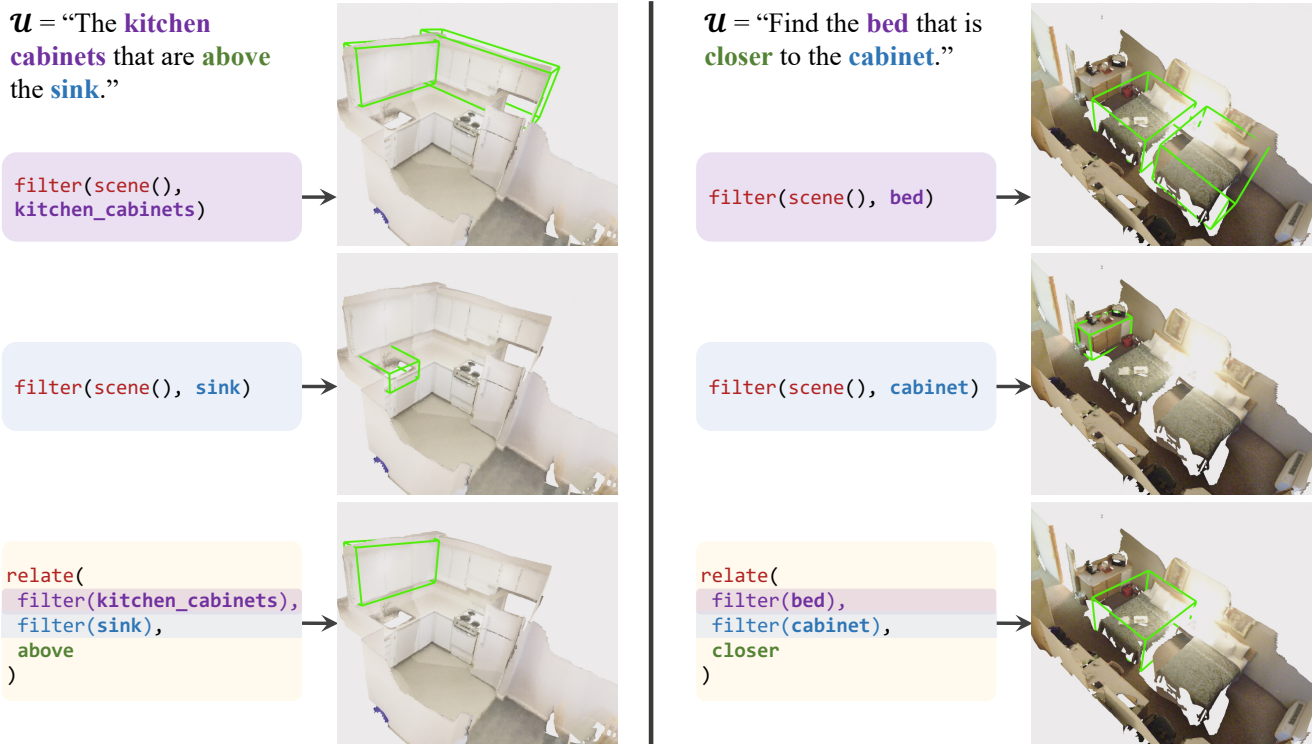 𝓤 = “The kitchen
cabinets that are above
the sink.”
filter(scene(),
kitchen_cabinets)
filter(scene(), sink)
relate(
filter(kitchen_cabinets),
filter(sink),
above
)
𝓤 = “Find the bed that is
closer to the cabinet.”
filter(scene(), bed)
filter(scene(), cabinet)
relate(
filter(bed),
filter(cabinet),
closer
)